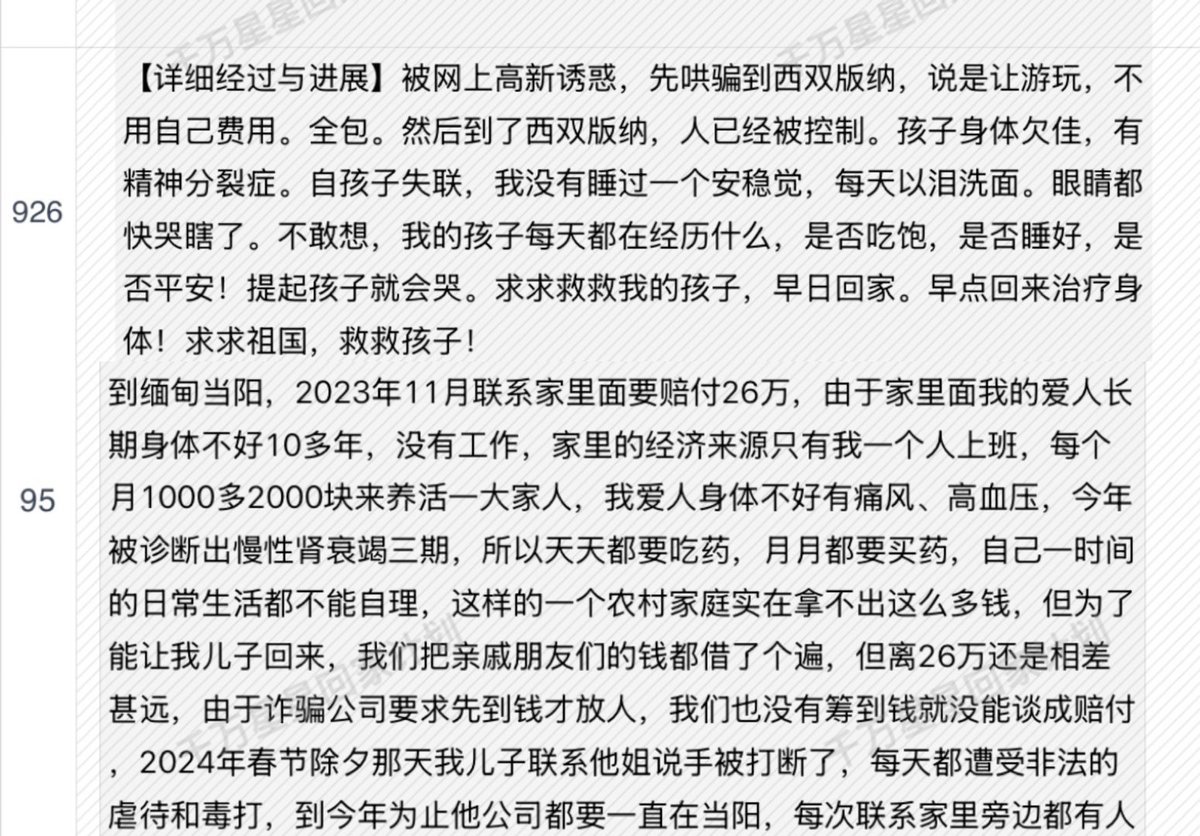 千万星星回
千万星星回
【详细经过与进展】被网上高新诱惑，先哄骗到西双版纳，说是让游玩，不
用自己费用。全包。然后到了西双版纳，人已经被控制。孩子身体欠佳，有
精神分裂症。自孩子失联，我没有睡过一个安稳觉，每天以泪洗面。眼睛都
926
快哭瞎了。不敢想，我的孩子每天都在经历什么，是否吃饱，是否睡好，是
否平安！提起孩子就会哭。求求救救我的孩子，早日回家。早点回来治疗身
体！求求祖国，救救孩子！
到缅甸当阳，2023年11月联系家里面要赔付26万，由于家里面我的爱人长
期身体不好10多年，没有工作，家里的经济来源只有我一个人上班，每个
95
月1000多2000块来养活一大家人，我爱人身体不好有痛风、高血压，今年
被诊断出慢性肾衰竭三期，所以天天都要吃药，月月都要买药，自己一时间
的日常生活都不能自理，这样的一个农村家庭实在拿不出这么多钱，但为了
能让我儿子回来，我们把亲戚朋友们的钱都借了个遍，但离26万还是相差
甚远，由于诈骗公司要求先到钱才放人，我们也没有筹到钱就没能谈成赔付
，2024年春节除夕那天我儿子联系他姐说手被打断了，每天都遭受非法的
虐待和毒打，到今年为止他公司都要一直在当阳，每次联系家里旁边都有人
千万星星回家计划
千万星星回家计划